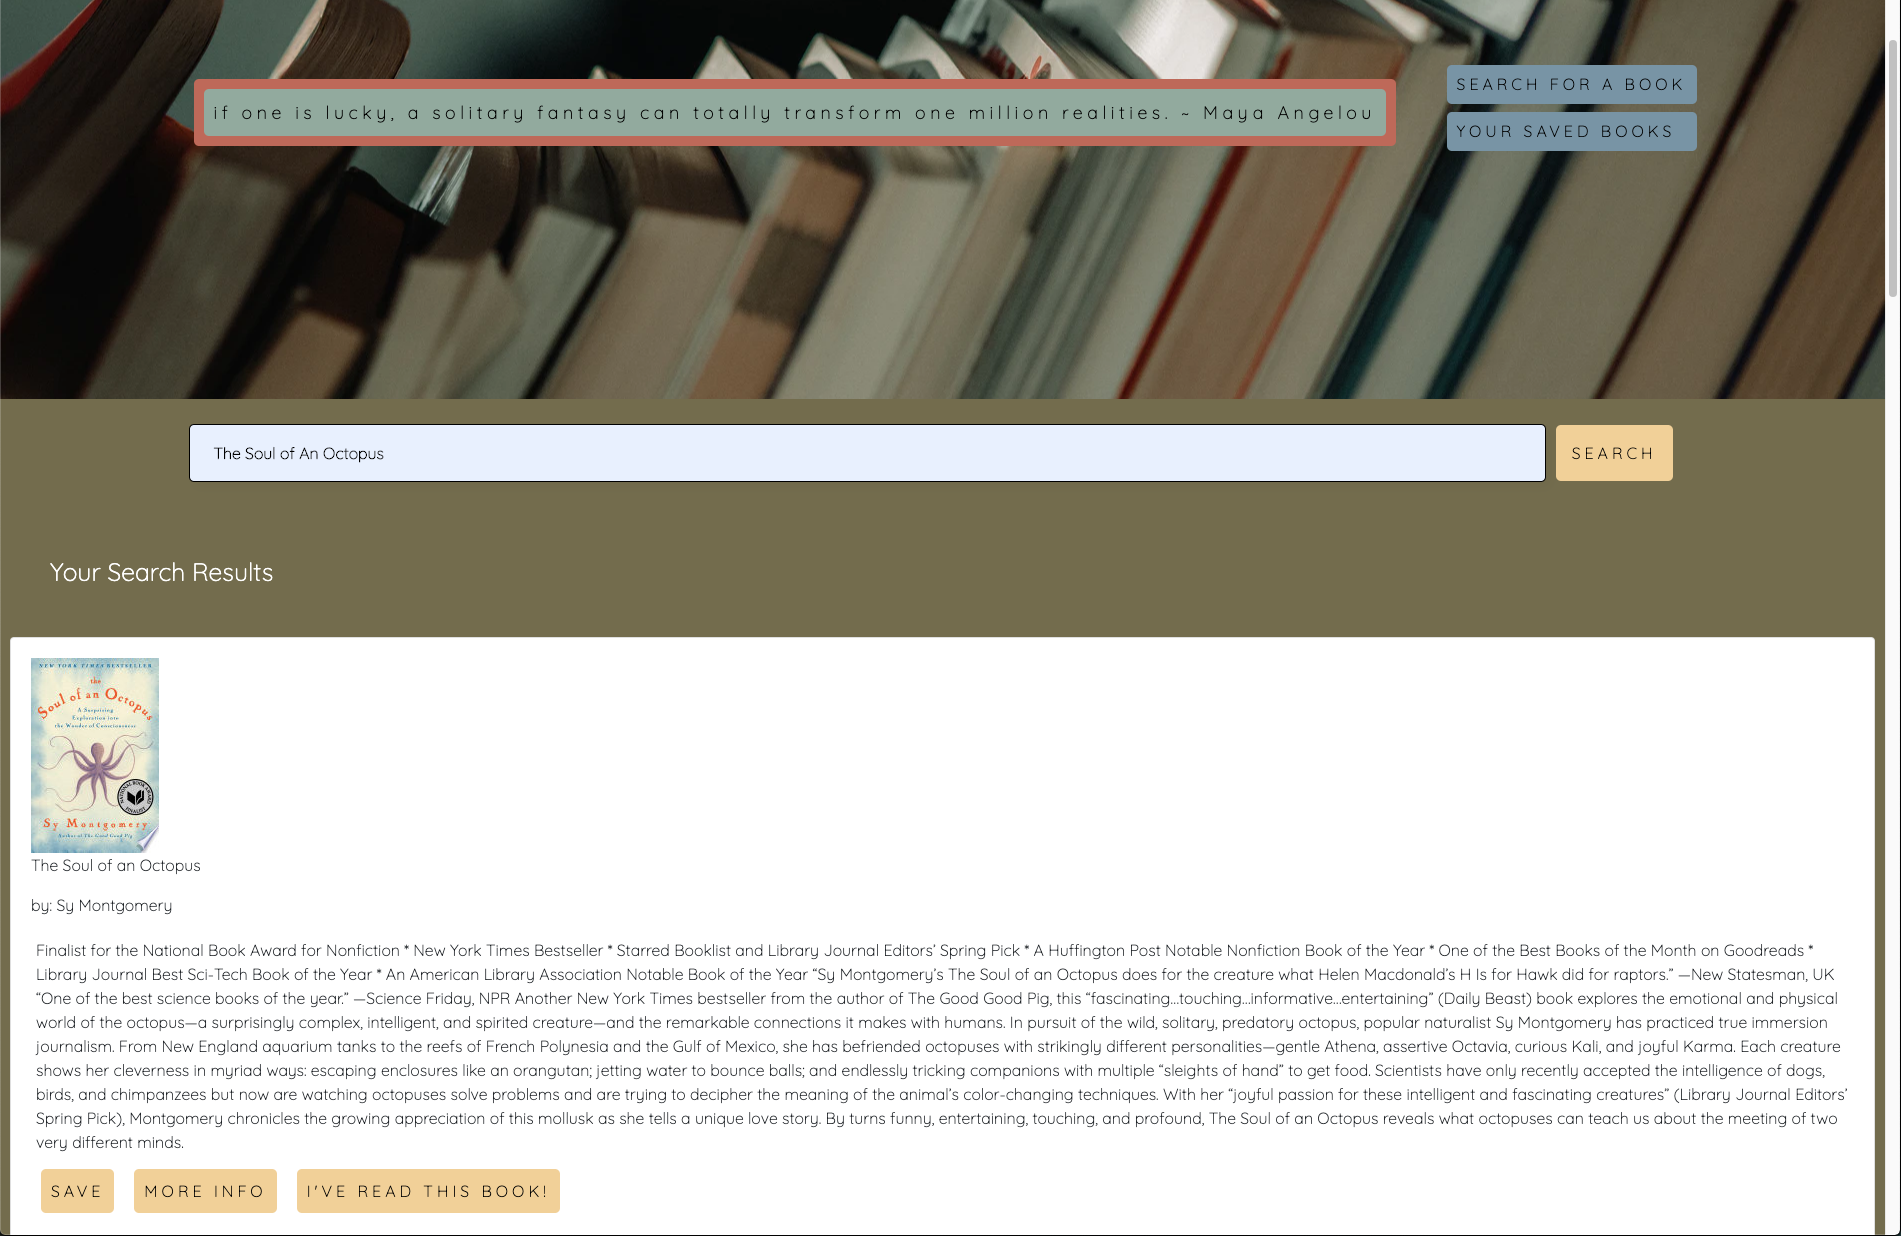 if one is lucky, a solitary fantasy can totally transform one million realities. ~ Maya Angelou
SEARCH FOR A BOOK
YOUR SAVED BOOKS
The Soul of An Octopus
SEARCH
Your Search Results
NEW YORK TIMES BESTSELLER
the
Soul of an Octopus
A Surprising
Exploration into
the Wonder of Consciousness
NATIONAL BOOK AWARD
FINALIST
Sy Montgomery
Author of The Good Good Pig
The Soul of an Octopus
by: Sy Montgomery
Finalist for the National Book Award for Nonfiction * New York Times Bestseller * Starred Booklist and Library Journal Editors’ Spring Pick * A Huffington Post Notable Nonfiction Book of the Year * One of the Best Books of the Month on Goodreads *
Library Journal Best Sci-Tech Book of the Year * An American Library Association Notable Book of the Year “Sy Montgomery’s The Soul of an Octopus does for the creature what Helen Macdonald’s H Is for Hawk did for raptors.” —New Statesman, UK
“One of the best science books of the year.” —Science Friday, NPR Another New York Times bestseller from the author of The Good Good Pig, this “fascinating…touching…informative…entertaining” (Daily Beast) book explores the emotional and physical
world of the octopus—a surprisingly complex, intelligent, and spirited creature—and the remarkable connections it makes with humans. In pursuit of the wild, solitary, predatory octopus, popular naturalist Sy Montgomery has practiced true immersion
journalism. From New England aquarium tanks to the reefs of French Polynesia and the Gulf of Mexico, she has befriended octopuses with strikingly different personalities—gentle Athena, assertive Octavia, curious Kali, and joyful Karma. Each creature
shows her cleverness in myriad ways: escaping enclosures like an orangutan; jetting water to bounce balls; and endlessly tricking companions with multiple “sleights of hand” to get food. Scientists have only recently accepted the intelligence of dogs,
birds, and chimpanzees but now are watching octopuses solve problems and are trying to decipher the meaning of the animal’s color-changing techniques. With her “joyful passion for these intelligent and fascinating creatures” (Library Journal Editors’
Spring Pick), Montgomery chronicles the growing appreciation of this mollusk as she tells a unique love story. By turns funny, entertaining, touching, and profound, The Soul of an Octopus reveals what octopuses can teach us about the meeting of two
very different minds.
SAVE
MORE INFO
I'VE READ THIS BOOK!